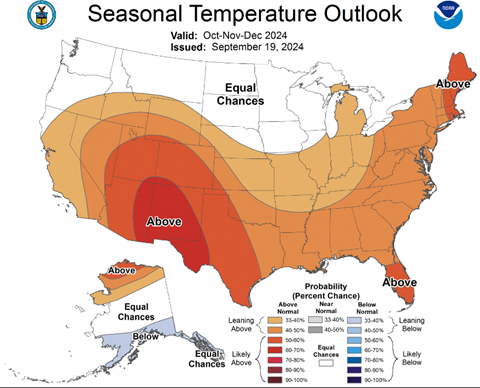 Seasonal Temperature Outlook
Valid: Oct-Nov-Dec 2024
Issued: September 19, 2024
NOAA
Equal
Chances
Above
Above
Above
Above
Equal
Chances
Below
Equal
Chances
Probability
(Percent Chance)
Above
Normal
Near
Normal
Below
Normal
Leaning
Above
33-40%
40-50%
33-40%
40-50%
33-40%
40-50%
Leaning
Below
Likely
Above
50-60%
60-70%
70-80%
80-90%
90-100%
Equal
Chances
50-60%
60-70%
70-80%
80-90%
90-100%
Likely
Below